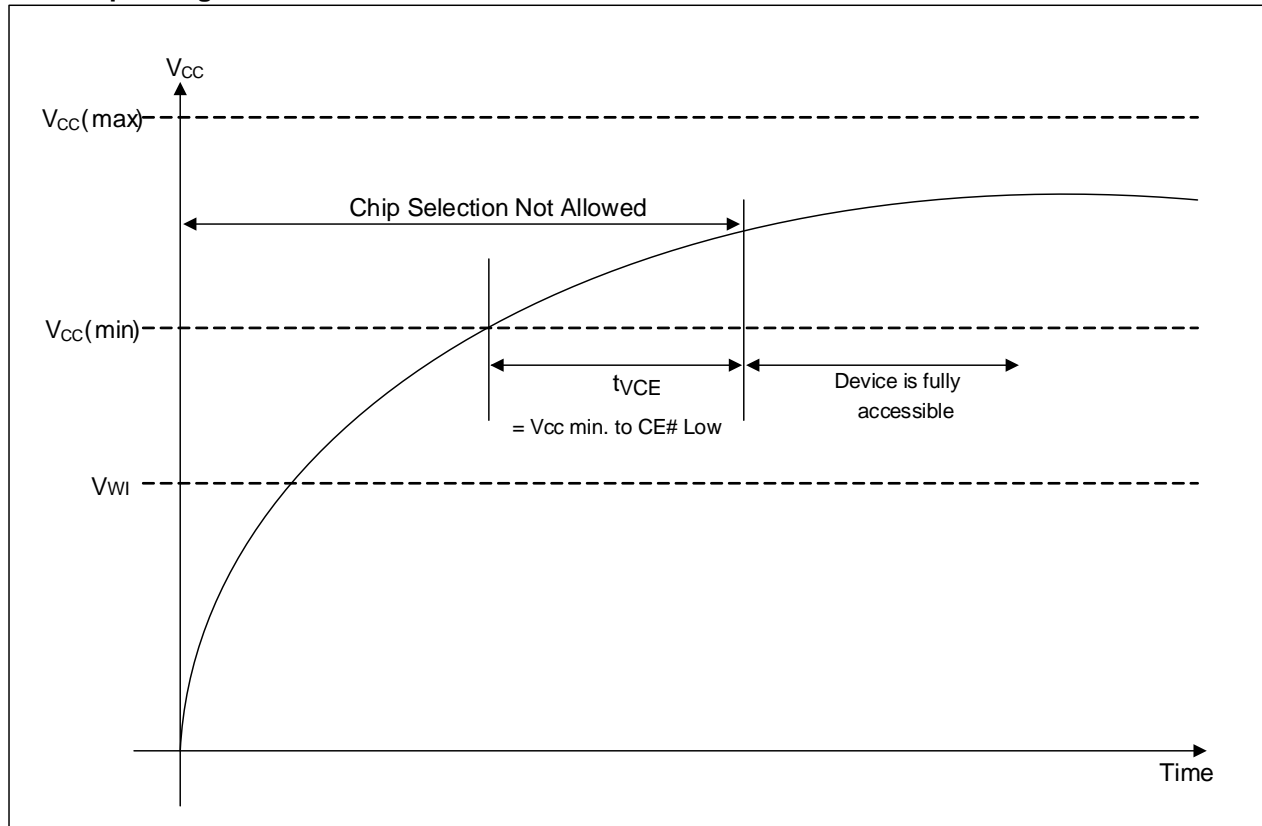 VCC
VCC(max)
Chip Selection Not Allowed
VCC(min)
tVCE
Device is fully
accessible
= Vcc min. to CE# Low
VWI
Time